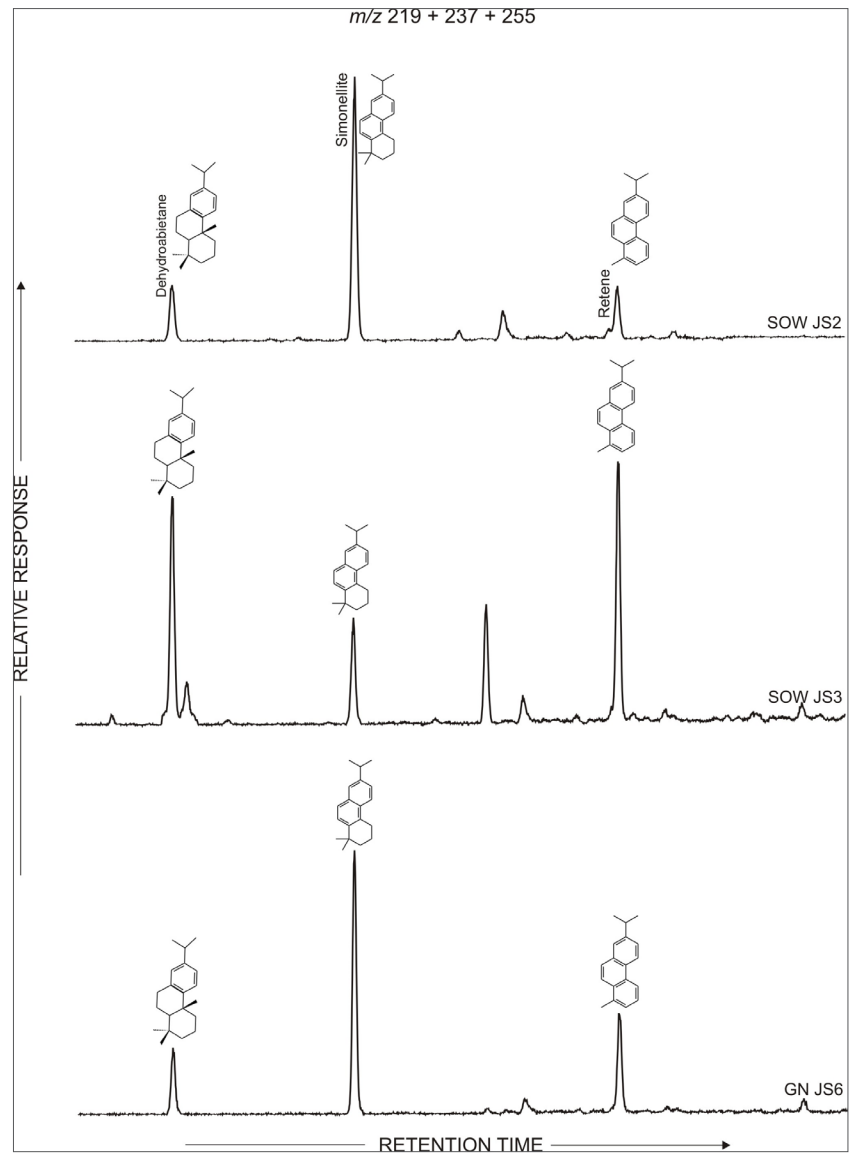 m/z 219 + 237 + 255
Simonellite
Dehydroabietane
Retene
SOW JS2
RELATIVE RESPONSE
SOW JS3
GN JS6
RETENTION TIME